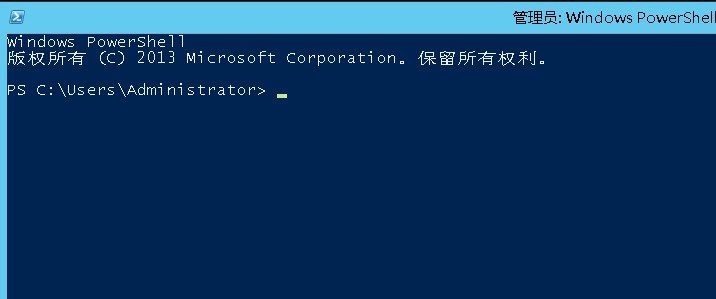 管理员: Windows PowerShell
Windows PowerShell
版权所有 (C) 2013 Microsoft Corporation。保留所有权利。
PS C:\Users\Administrator>